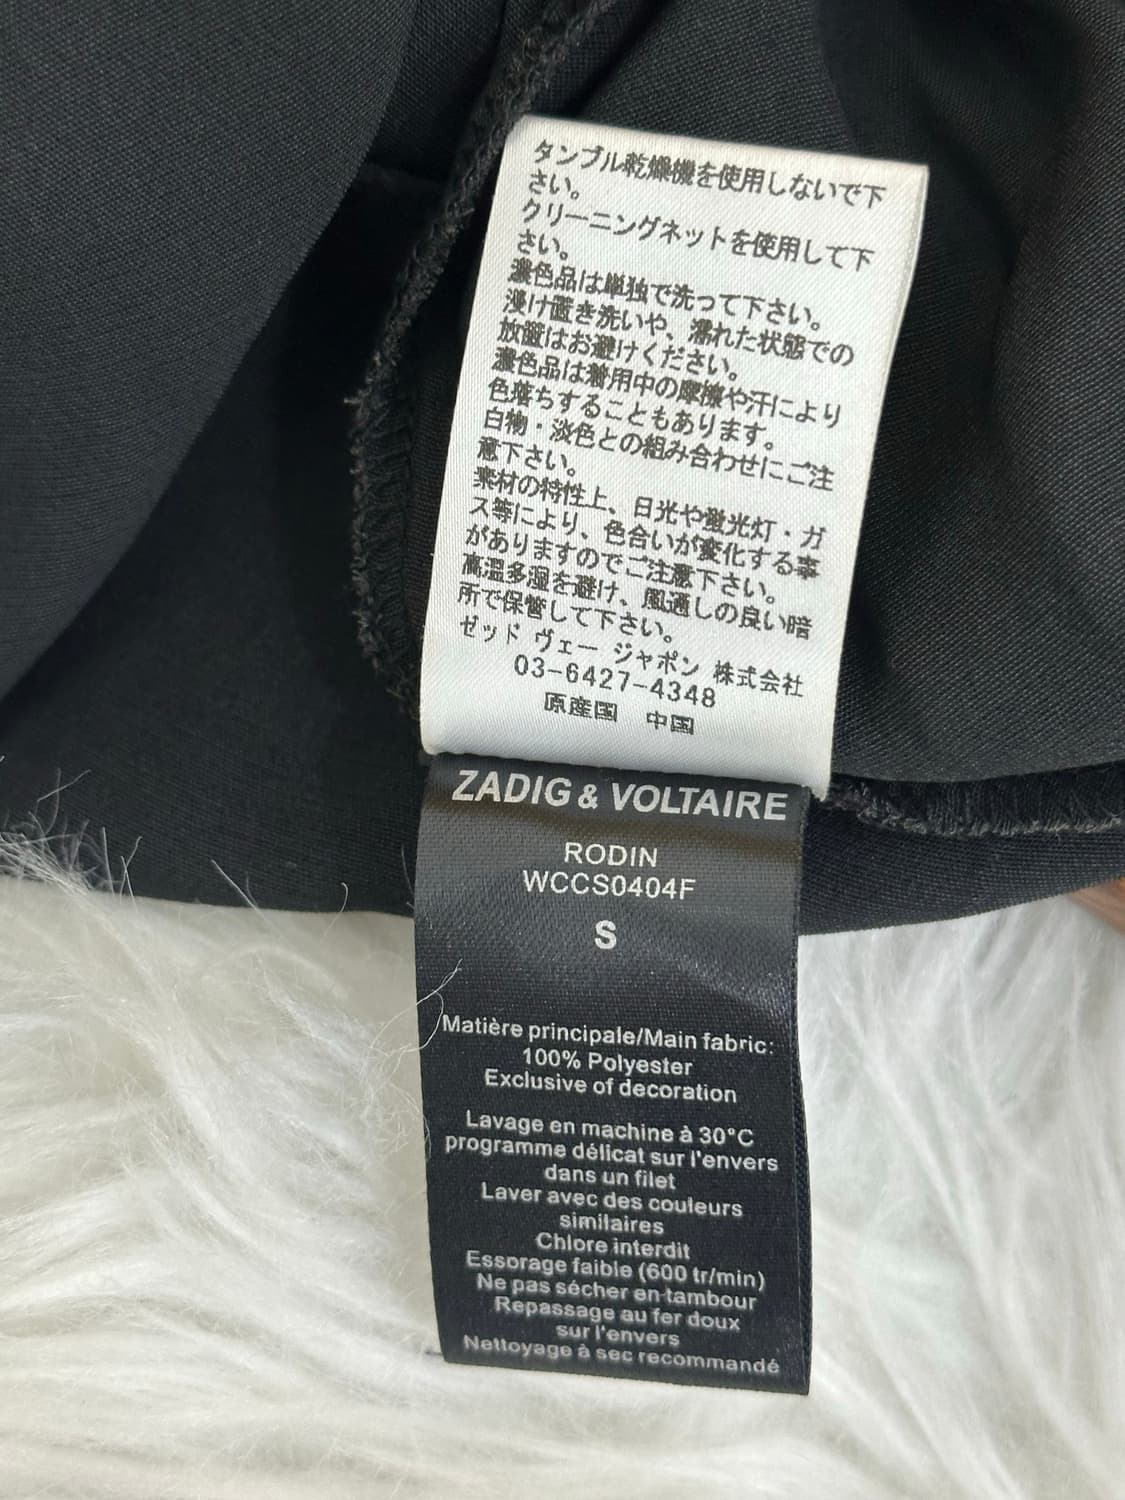 タンブル乾燥機を使用しないで下
さい。
クリーニングネットを使用して下
さい。
濃色品は単独で洗って下さい。
浸け置き洗いや、濡れた状態での
放置はお避けください。
濃色品は着用中の摩擦や汗により
色落ちすることもあります。
白物・淡色との組み合わせにご注
意下さい。
素材の特性上、日光や蛍光灯・ガ
ス等により、色合いが変化する事
がありますのでご注意下さい。
高温多湿を避け、風通しの良い暗
所で保管して下さい。
ゼッド ヴェー ジャポン 株式会社
03-6427-4348
原産国 中国
ZADIG & VOLTAIRE
RODIN
WCCS0404F
S
Matière principale/Main fabric:
100% Polyester
Exclusive of decoration
Lavage en machine à 30°C
programme délicat sur l'envers
dans un filet
Laver avec des couleurs
similaires
Chlore interdit
Essorage faible (600 tr/min)
Ne pas sécher en tambour
Repassage au fer doux
sur l'envers
Nettoyage à sec recommandé